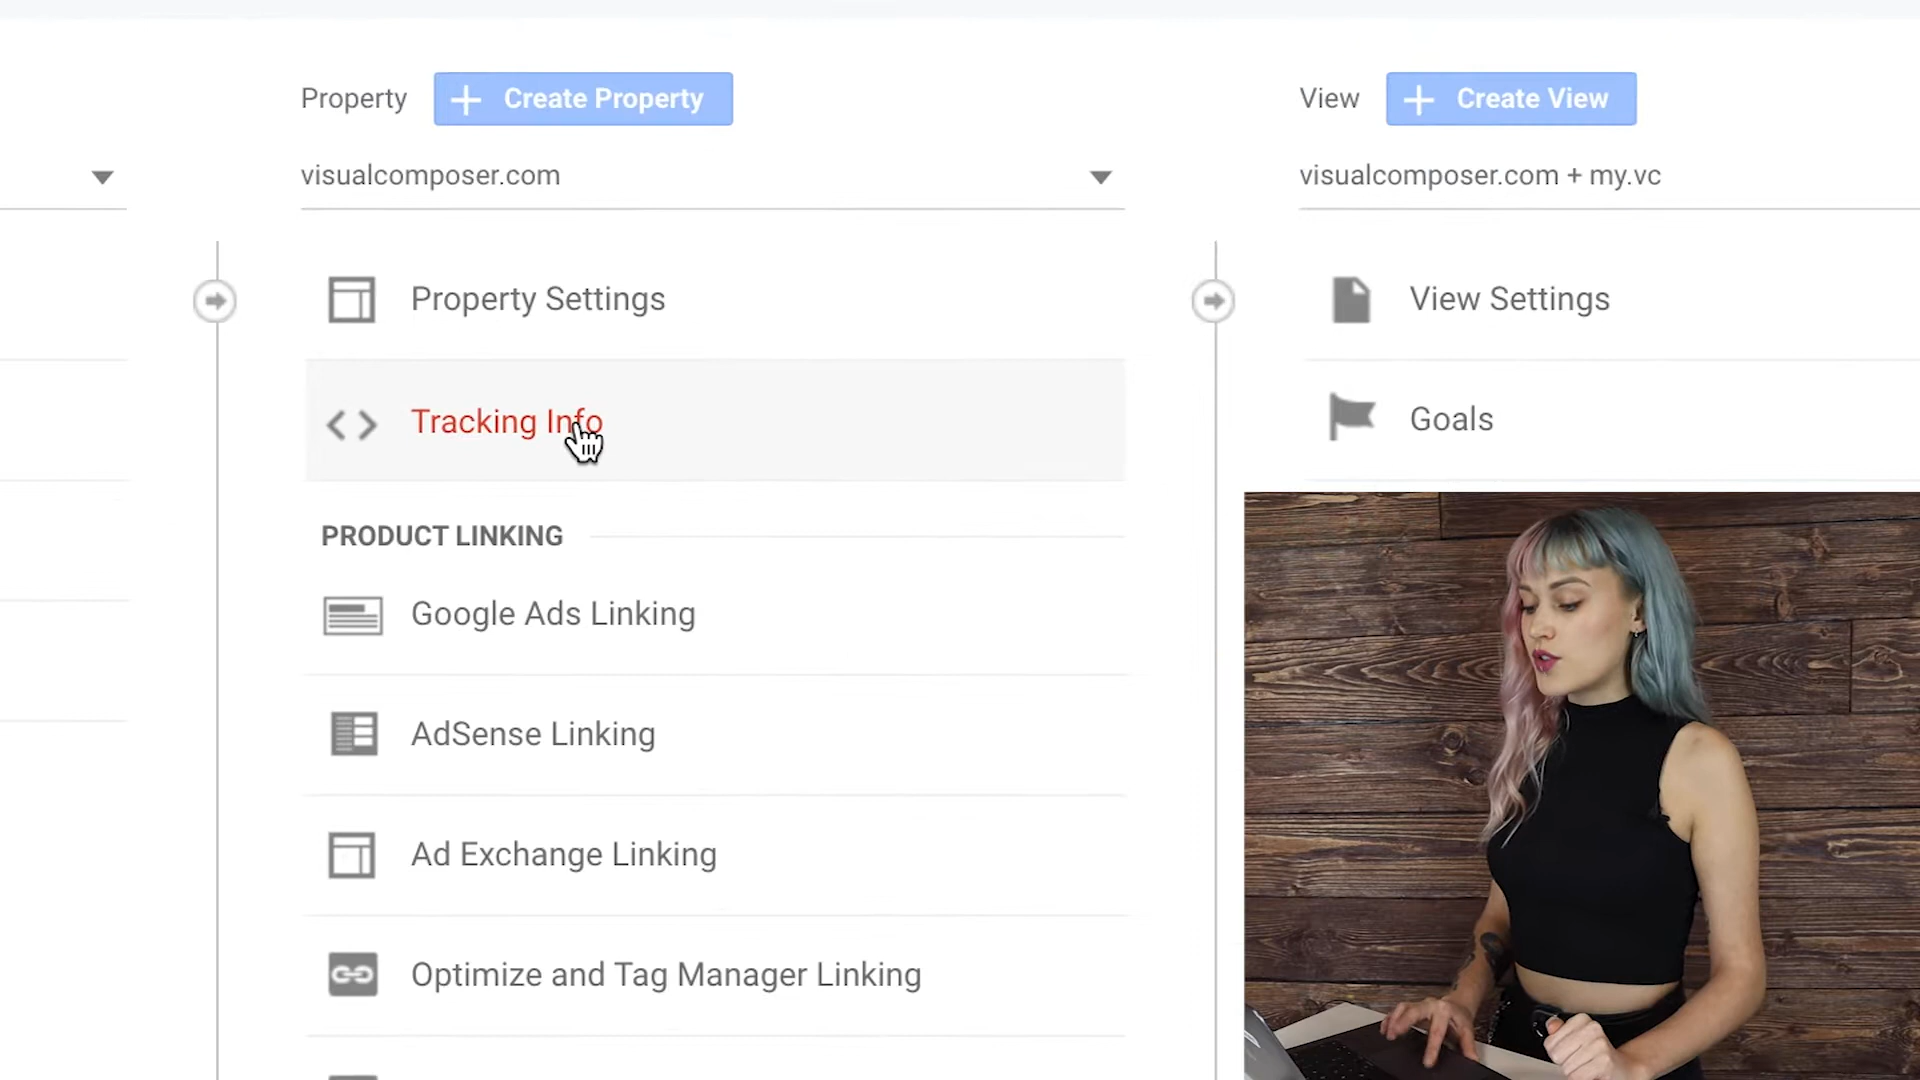 Property
Create Property
View
Create View
visualcomposer.com
visualcomposer.com + my.vc
Property Settings
View Settings
Tracking Info
Goals
PRODUCT LINKING
Google Ads Linking
AdSense Linking
Ad Exchange Linking
Optimize and Tag Manager Linking